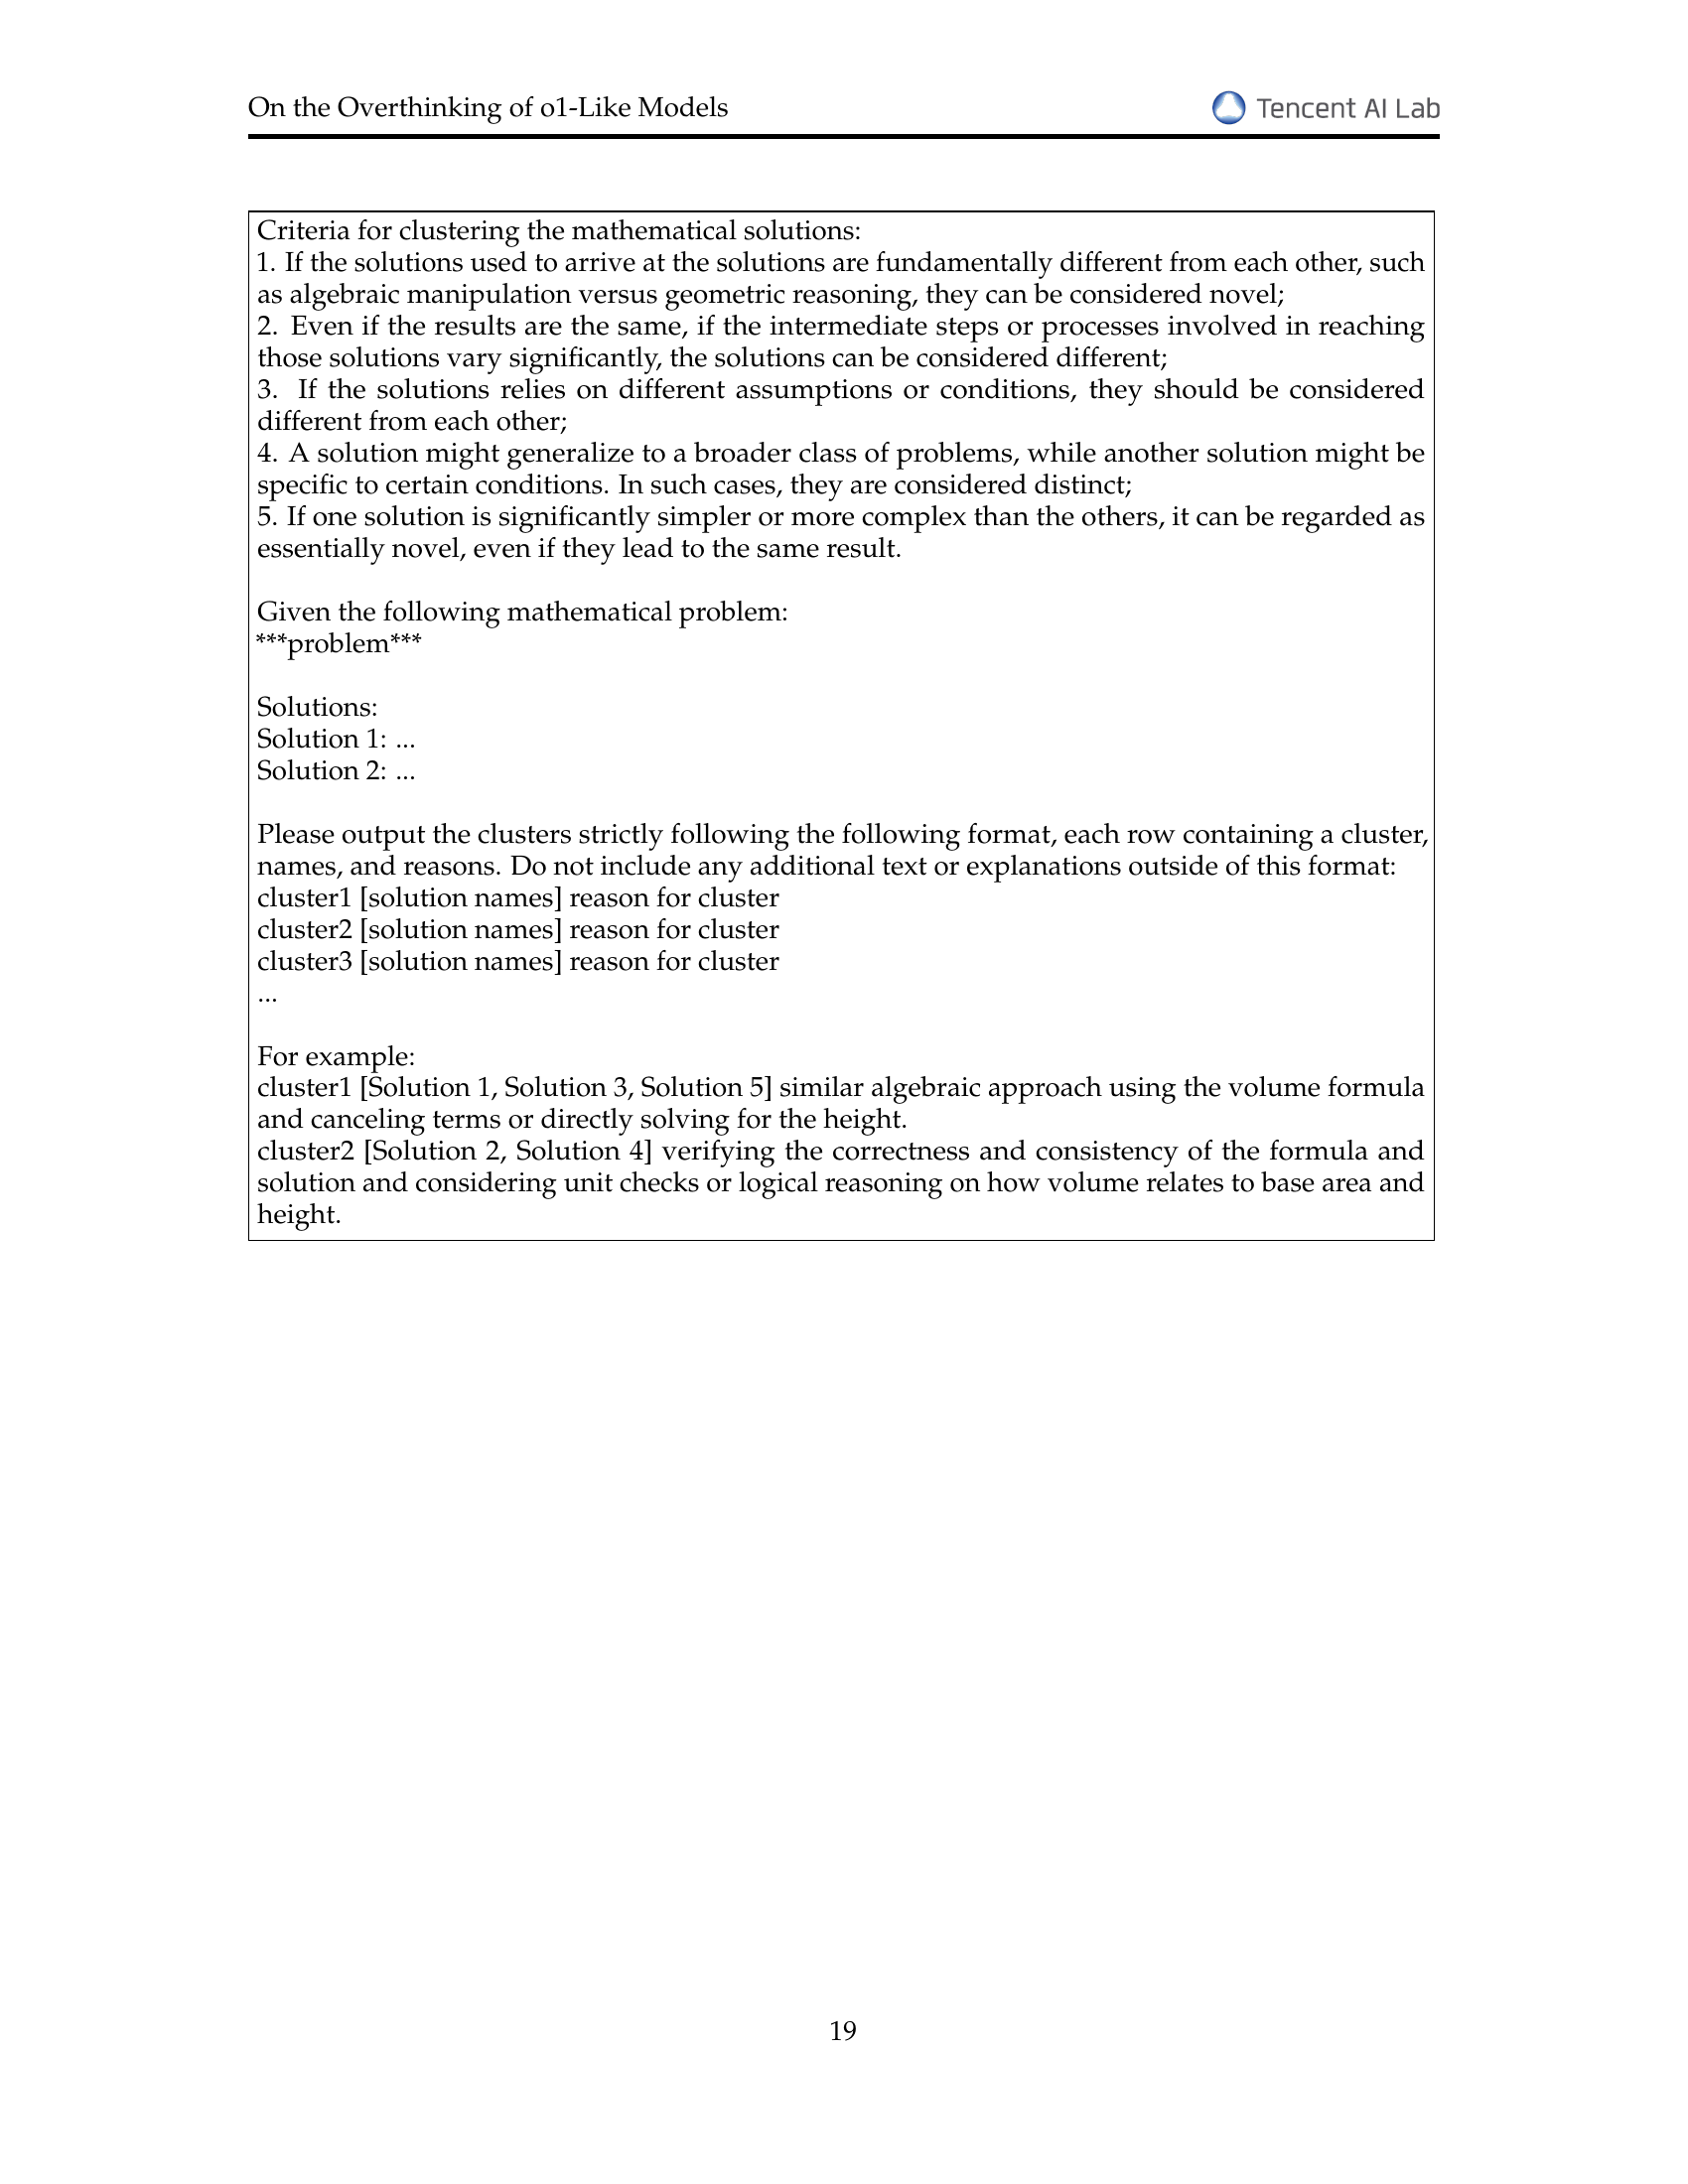 On the Overthinking of o1-Like Models
Tencent AI Lab
Criteria for clustering the mathematical solutions:
1. If the solutions used to arrive at the solutions are fundamentally different from each other, such
as algebraic manipulation versus geometric reasoning, they can be considered novel;
2. Even if the results are the same, if the intermediate steps or processes involved in reaching
those solutions vary significantly, the solutions can be considered different;
3. If the solutions relies on different assumptions or conditions, they should be considered
different from each other;
4. A solution might generalize to a broader class of problems, while another solution might be
specific to certain conditions. In such cases, they are considered distinct;
5. If one solution is significantly simpler or more complex than the others, it can be regarded as
essentially novel, even if they lead to the same result.
Given the following mathematical problem:
***problem***
Solutions:
Solution 1: ...
Solution 2: ...
Please output the clusters strictly following the following format, each row containing a cluster,
names, and reasons. Do not include any additional text or explanations outside of this format:
cluster1 [solution names] reason for cluster
cluster2 [solution names] reason for cluster
cluster3 [solution names] reason for cluster
...
For example:
cluster1 [Solution 1, Solution 3, Solution 5] similar algebraic approach using the volume formula
and canceling terms or directly solving for the height.
cluster2 [Solution 2, Solution 4] verifying the correctness and consistency of the formula and
solution and considering unit checks or logical reasoning on how volume relates to base area and
height.
19